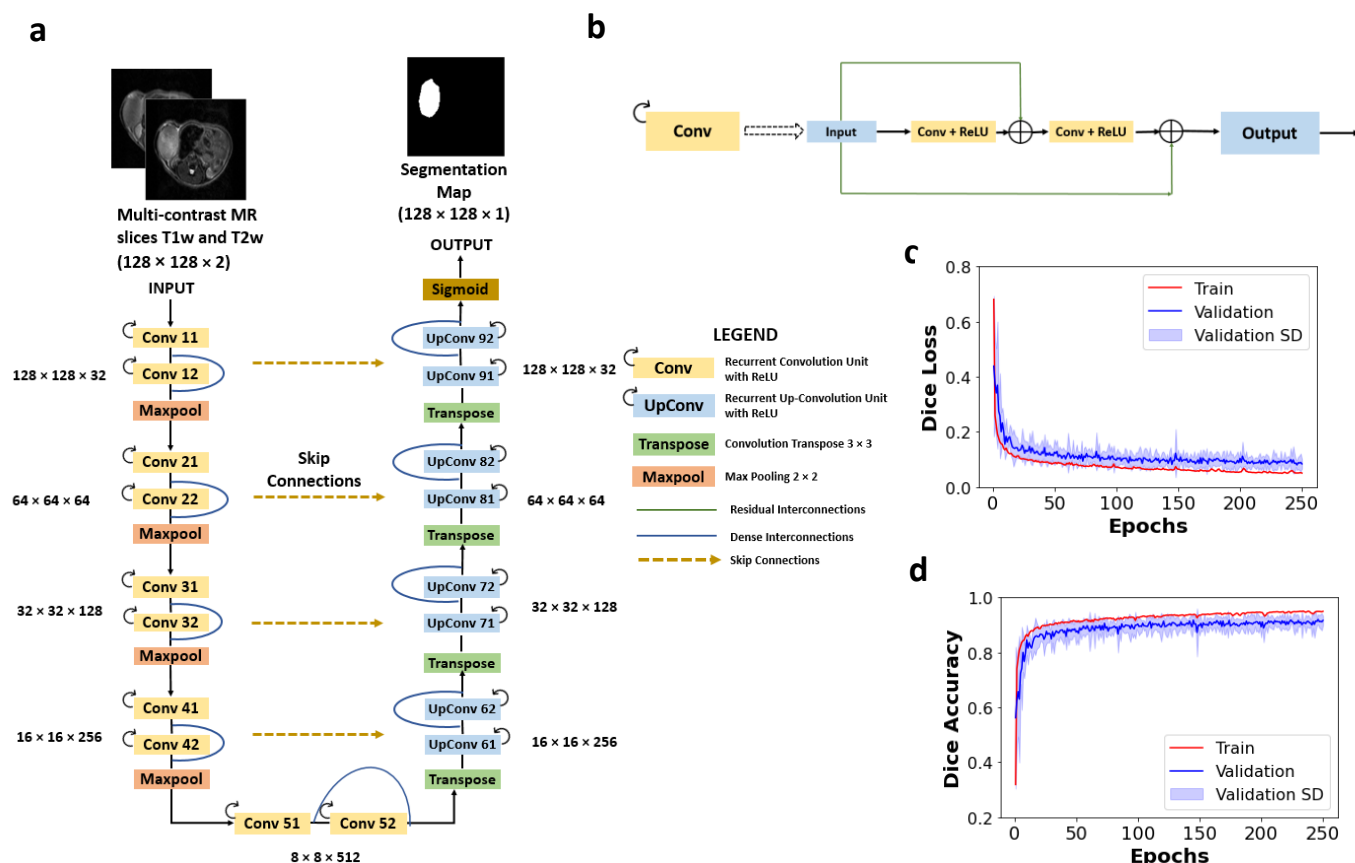 a
Multi-contrast MR
slices T1w and T2w
(128 × 128 × 2)
INPUT
Conv 11
Conv 12
128 × 128 × 32
Maxpool
Conv 21
Conv 22
64 × 64 × 64
Maxpool
Conv 31
Conv 32
32 × 32 × 128
Maxpool
Conv 41
Conv 42
16 × 16 × 256
Maxpool
Conv 51
Conv 52
8 × 8 × 512
Skip
Connections
Segmentation
Map
(128 × 128 × 1)
OUTPUT
Sigmoid
UpConv 92
UpConv 91
128 × 128 × 32
Transpose
UpConv 82
UpConv 81
64 × 64 × 64
Transpose
UpConv 72
UpConv 71
32 × 32 × 128
Transpose
UpConv 62
UpConv 61
16 × 16 × 256
Transpose
LEGEND
Conv
Recurrent Convolution Unit
with ReLU
UpConv
Recurrent Up-Convolution Unit
with ReLU
Transpose
Convolution Transpose 3 × 3
Maxpool
Max Pooling 2 × 2
Residual Interconnections
Dense Interconnections
Skip Connections
b
Conv
Input
Conv + ReLU
Conv + ReLU
Output
c
Dice Loss
0.8
0.6
0.4
0.2
0.0
0
50
100
150
200
250
Epochs
Train
Validation
Validation SD
d
Dice Accuracy
1.0
0.8
0.6
0.4
0.2
0
50
100
150
200
250
Epochs
Train
Validation
Validation SD